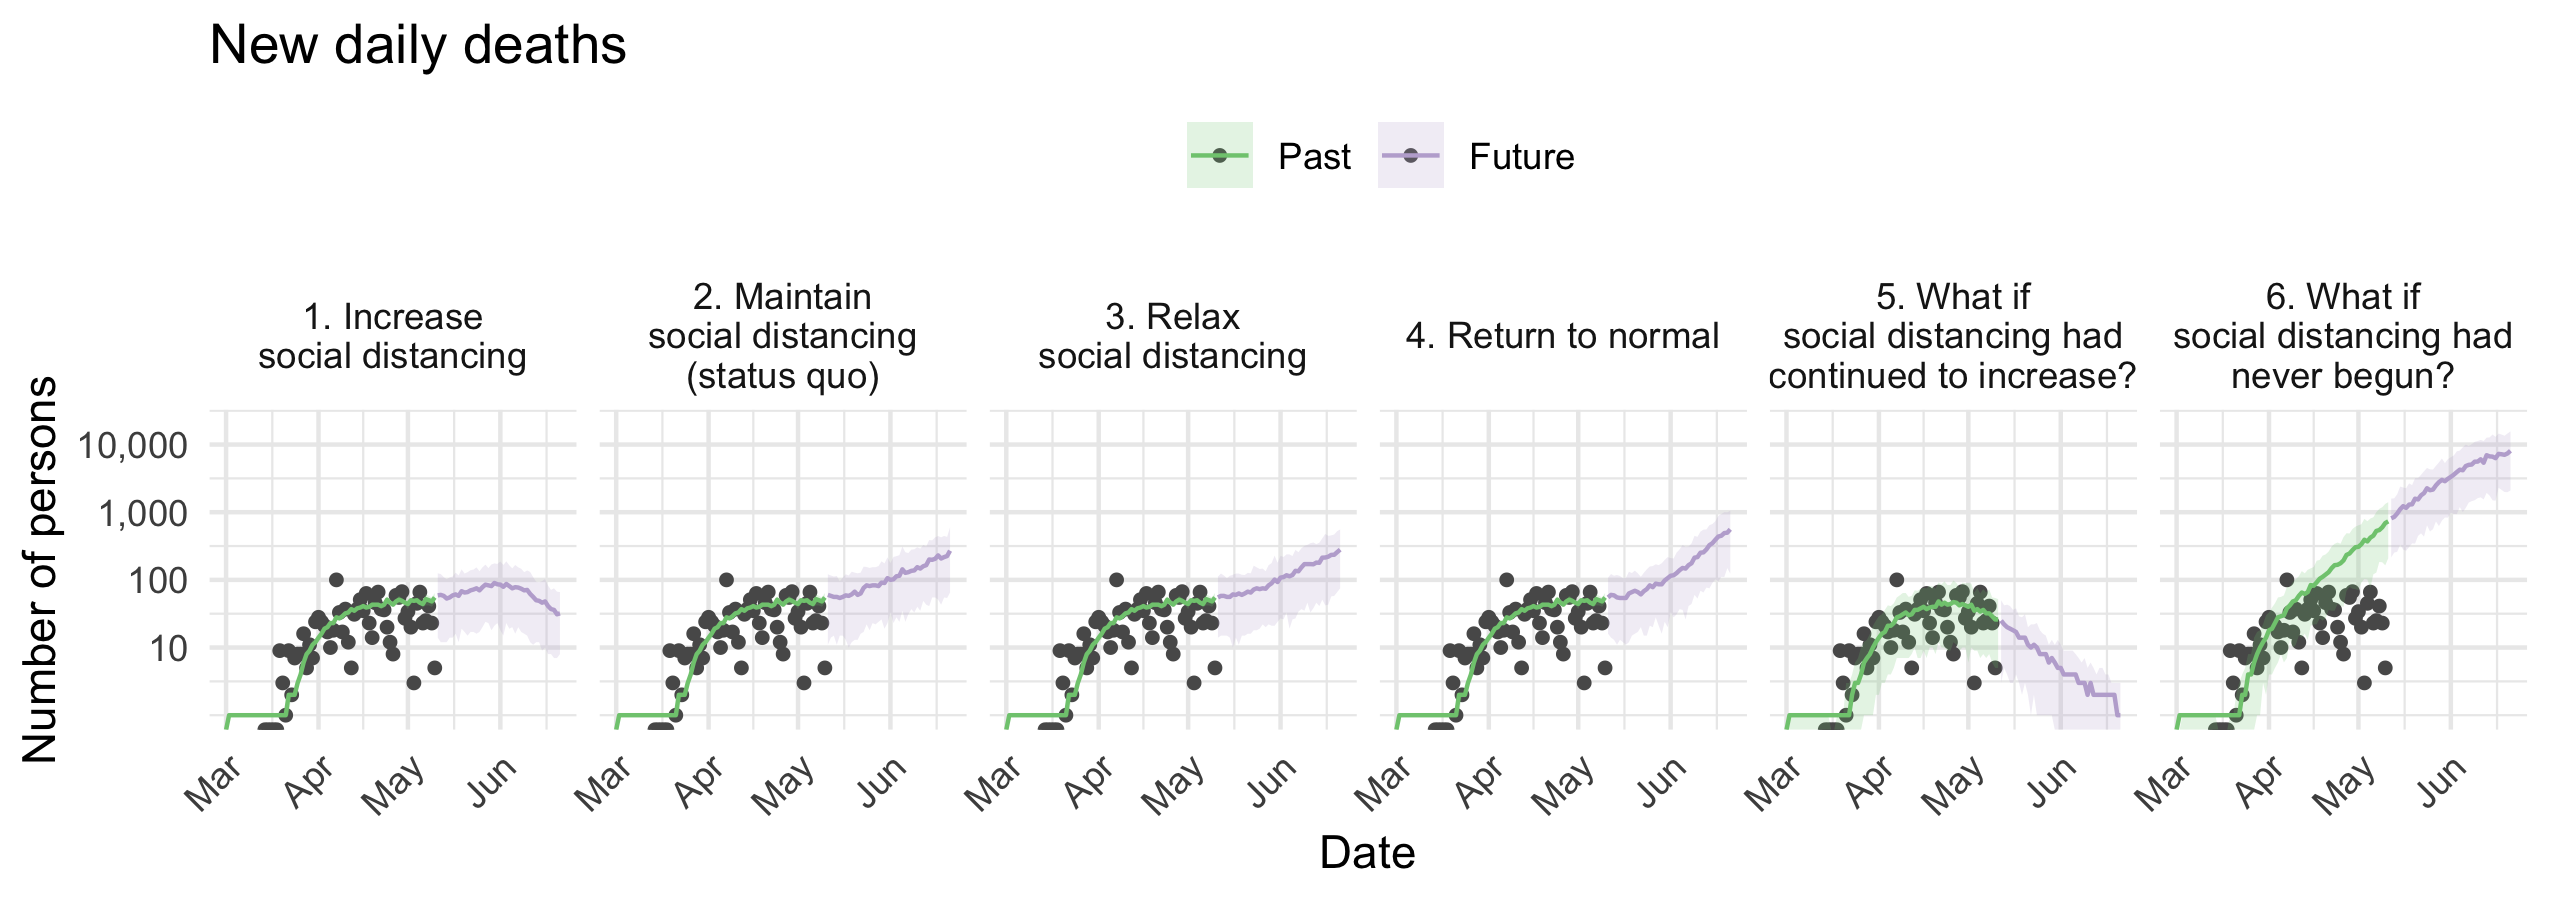 New daily deaths
Past
Future
1. Increase
social distancing
2. Maintain
social distancing
(status quo)
3. Relax
social distancing
4. Return to normal
5. What if
social distancing had
continued to increase?
6. What if
social distancing had
never begun?
Number of persons
10,000
1,000
100
10
Mar Apr May Jun
Mar Apr May Jun
Mar Apr May Jun
Mar Apr May Jun
Mar Apr May Jun
Mar Apr May Jun
Date